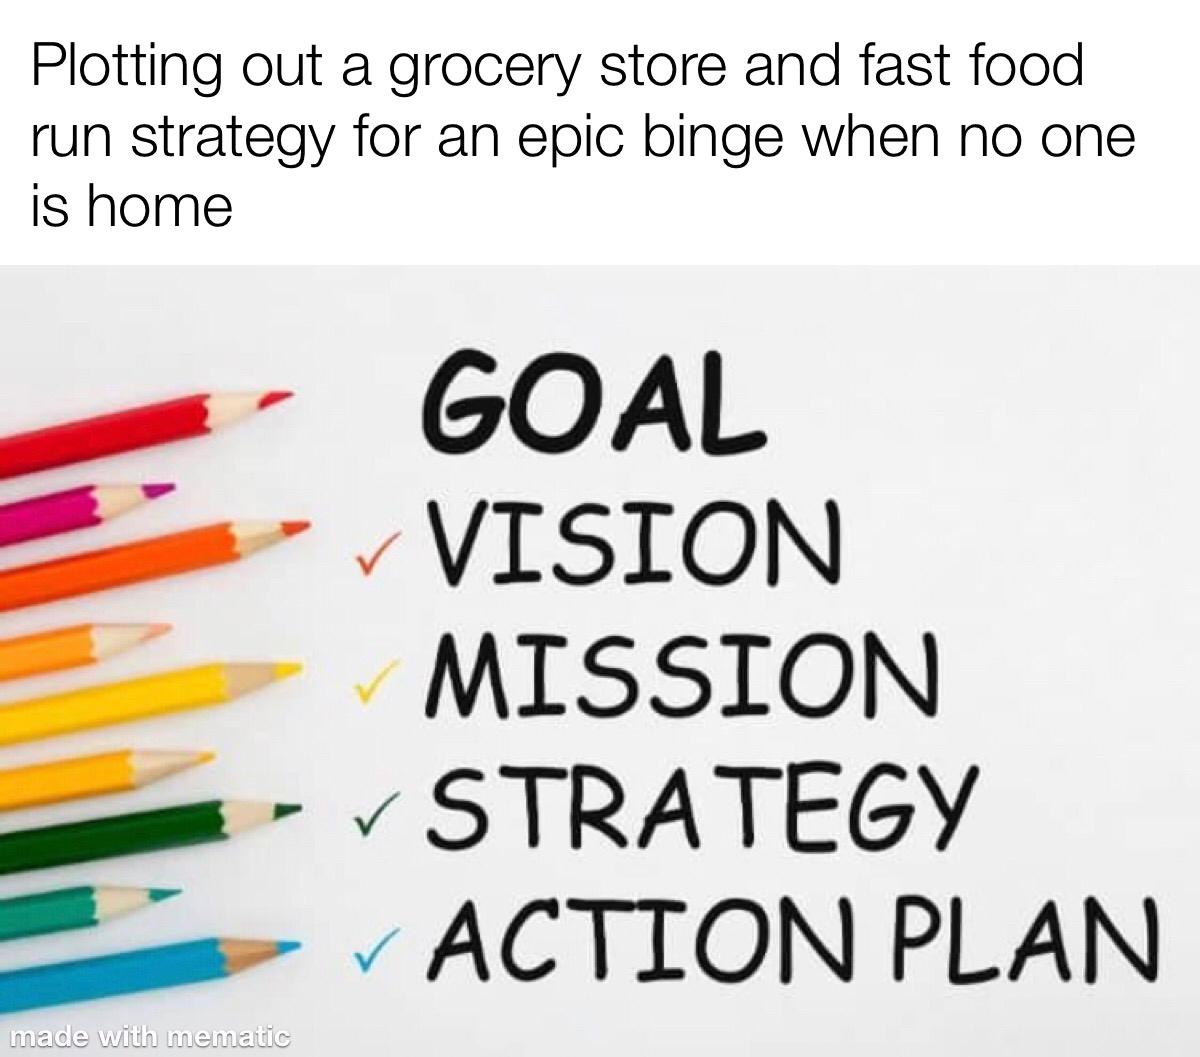 Plotting out a grocery store and fast food
run strategy for an epic binge when no one
is home
GOAL
VISION
MISSION
STRATEGY
ACTION PLAN
made with mematic